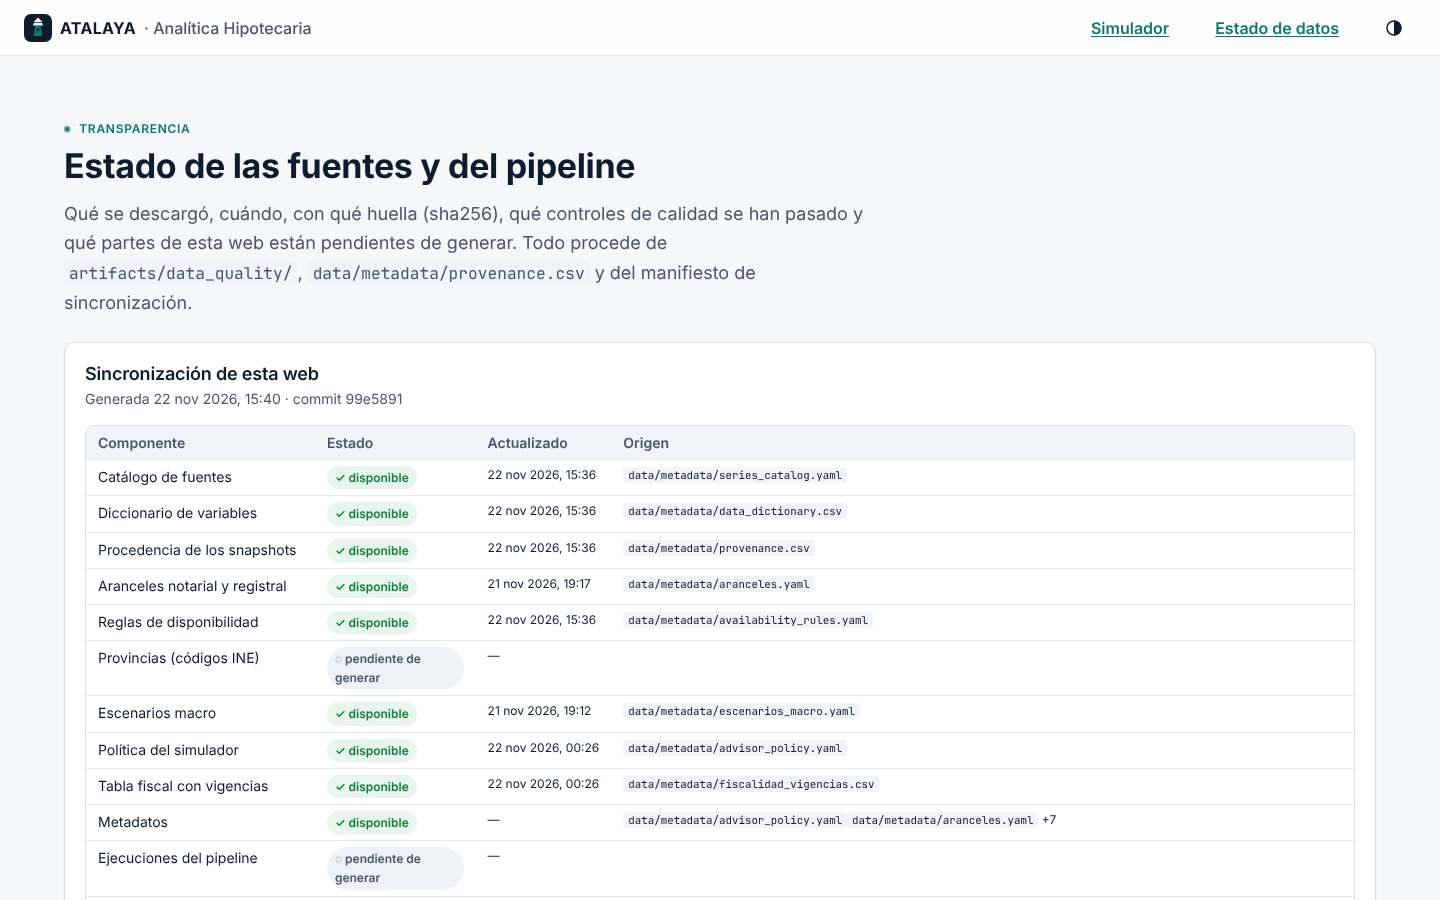 ATALAYA · Analítica Hipotecaria
Simulador
Estado de datos
TRANSPARENCIA
Estado de las fuentes y del pipeline
Qué se descargó, cuándo, con qué huella (sha256), qué controles de calidad se han pasado y
qué partes de esta web están pendientes de generar. Todo procede de
artifacts/data_quality/, data/metadata/provenance.csv y del manifiesto de
sincronización.
Sincronización de esta web
Generada 22 nov 2026, 15:40 · commit 99e5891
Componente Estado Actualizado Origen
Catálogo de fuentes ✓ disponible 22 nov 2026, 15:36 data/metadata/series_catalog.yaml
Diccionario de variables ✓ disponible 22 nov 2026, 15:36 data/metadata/data_dictionary.csv
Procedencia de los snapshots ✓ disponible 22 nov 2026, 15:36 data/metadata/provenance.csv
Aranceles notarial y registral ✓ disponible 21 nov 2026, 19:17 data/metadata/aranceles.yaml
Reglas de disponibilidad ✓ disponible 22 nov 2026, 15:36 data/metadata/availability_rules.yaml
Provincias (códigos INE) ○ pendiente de —
generar
Escenarios macro ✓ disponible 21 nov 2026, 19:12 data/metadata/escenarios_macro.yaml
Política del simulador ✓ disponible 22 nov 2026, 00:26 data/metadata/advisor_policy.yaml
Tabla fiscal con vigencias ✓ disponible 22 nov 2026, 00:26 data/metadata/fiscalidad_vigencias.csv
Metadatos ✓ disponible — data/metadata/advisor_policy.yaml data/metadata/aranceles.yaml +7
Ejecuciones del pipeline ○ pendiente de —
generar